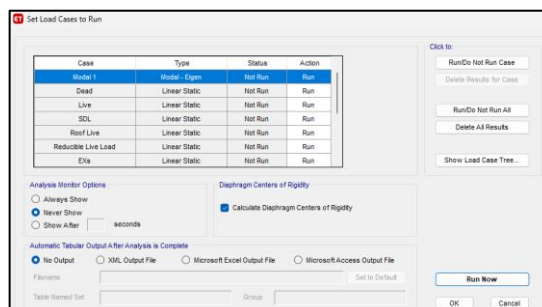 ET Set Load Cases to Run
Click to:
Case Type Status Action
Modal 1 Modal - Eigen Not Run Run
Dead Linear Static Not Run Run
Live Linear Static Not Run Run
SDL Linear Static Not Run Run
Roof Live Linear Static Not Run Run
Reducible Live Load Linear Static Not Run Run
EXs Linear Static Not Run Run
Run/Do Not Run Case
Delete Results for Case
Run/Do Not Run All
Delete All Results
Show Load Case Tree...
Analysis Monitor Options
Always Show
Never Show
Show After seconds
Diaphragm Centers of Rigidity
Calculate Diaphragm Centers of Rigidity
Automatic Tabular Output After Analysis is Complete
No Output XML Output File Microsoft Excel Output File Microsoft Access Output File
Filename Set to Default
Table Named Set Group
Run Now
OK Cancel